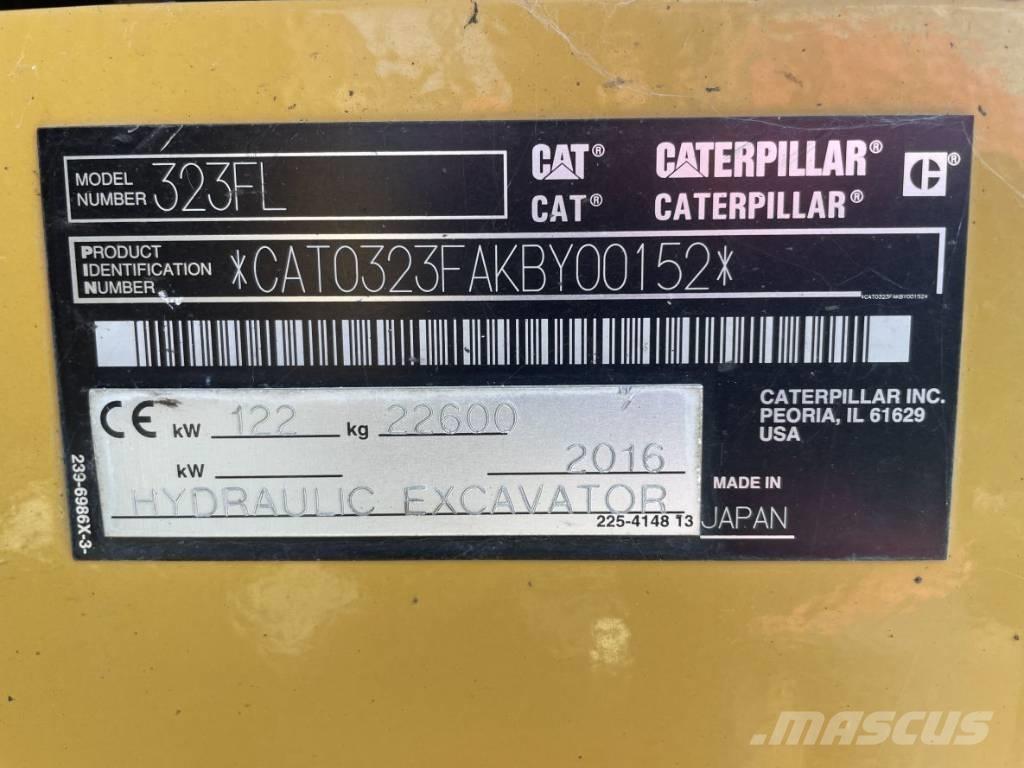 MODEL NUMBER 323FL
CAT® CATERPILLAR® ®
CAT® CATERPILLAR®
PRODUCT IDENTIFICATION NUMBER *CAT0323FAKBY00152*
*CAT0323FAKBY00152*
CE kW 122 kg 22600
kW 2016
HYDRAULIC EXCAVATOR
225-4148 13
239-6986X-3-
CATERPILLAR INC.
PEORIA, IL 61629
USA
MADE IN
JAPAN
MASCUS